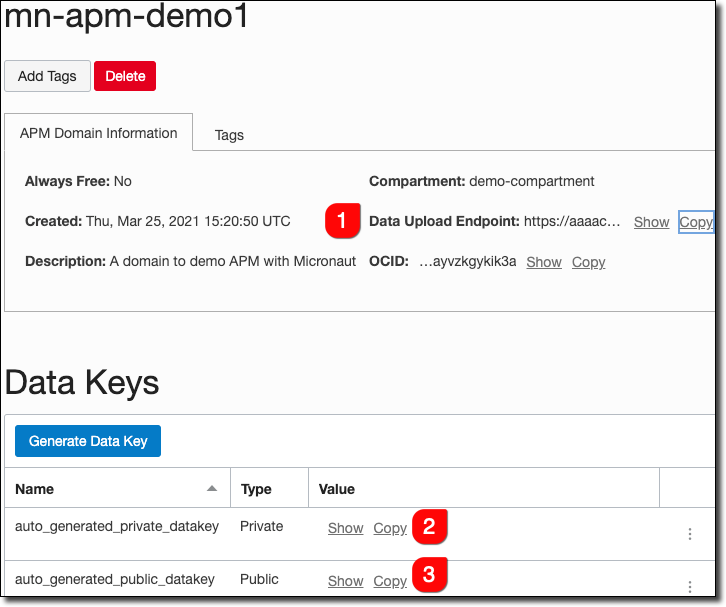 mn-apm-demo1
Add Tags Delete
APM Domain Information Tags
Always Free: No Compartment: demo-compartment
Created: Thu, Mar 25, 2021 15:20:50 UTC 1 Data Upload Endpoint: https://aaaac... Show Copy
Description: A domain to demo APM with Micronaut OCID: ...ayvzkgykik3a Show Copy
Data Keys
Generate Data Key
Name Type Value
auto_generated_private_datakey Private Show Copy 2
auto_generated_public_datakey Public Show Copy 3